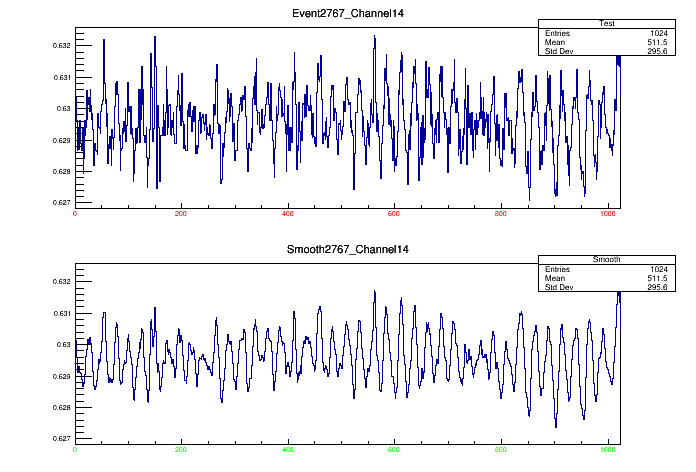 Event2767_Channel14
Test
Entries 1024
Mean 511.5
Std Dev 295.6
0.632
0.631
0.63
0.629
0.628
0.627
0 200 400 600 800 1000
Smooth2767_Channel14
Smooth
Entries 1024
Mean 511.5
Std Dev 295.6
0.632
0.631
0.63
0.629
0.628
0.627
0 200 400 600 800 1000